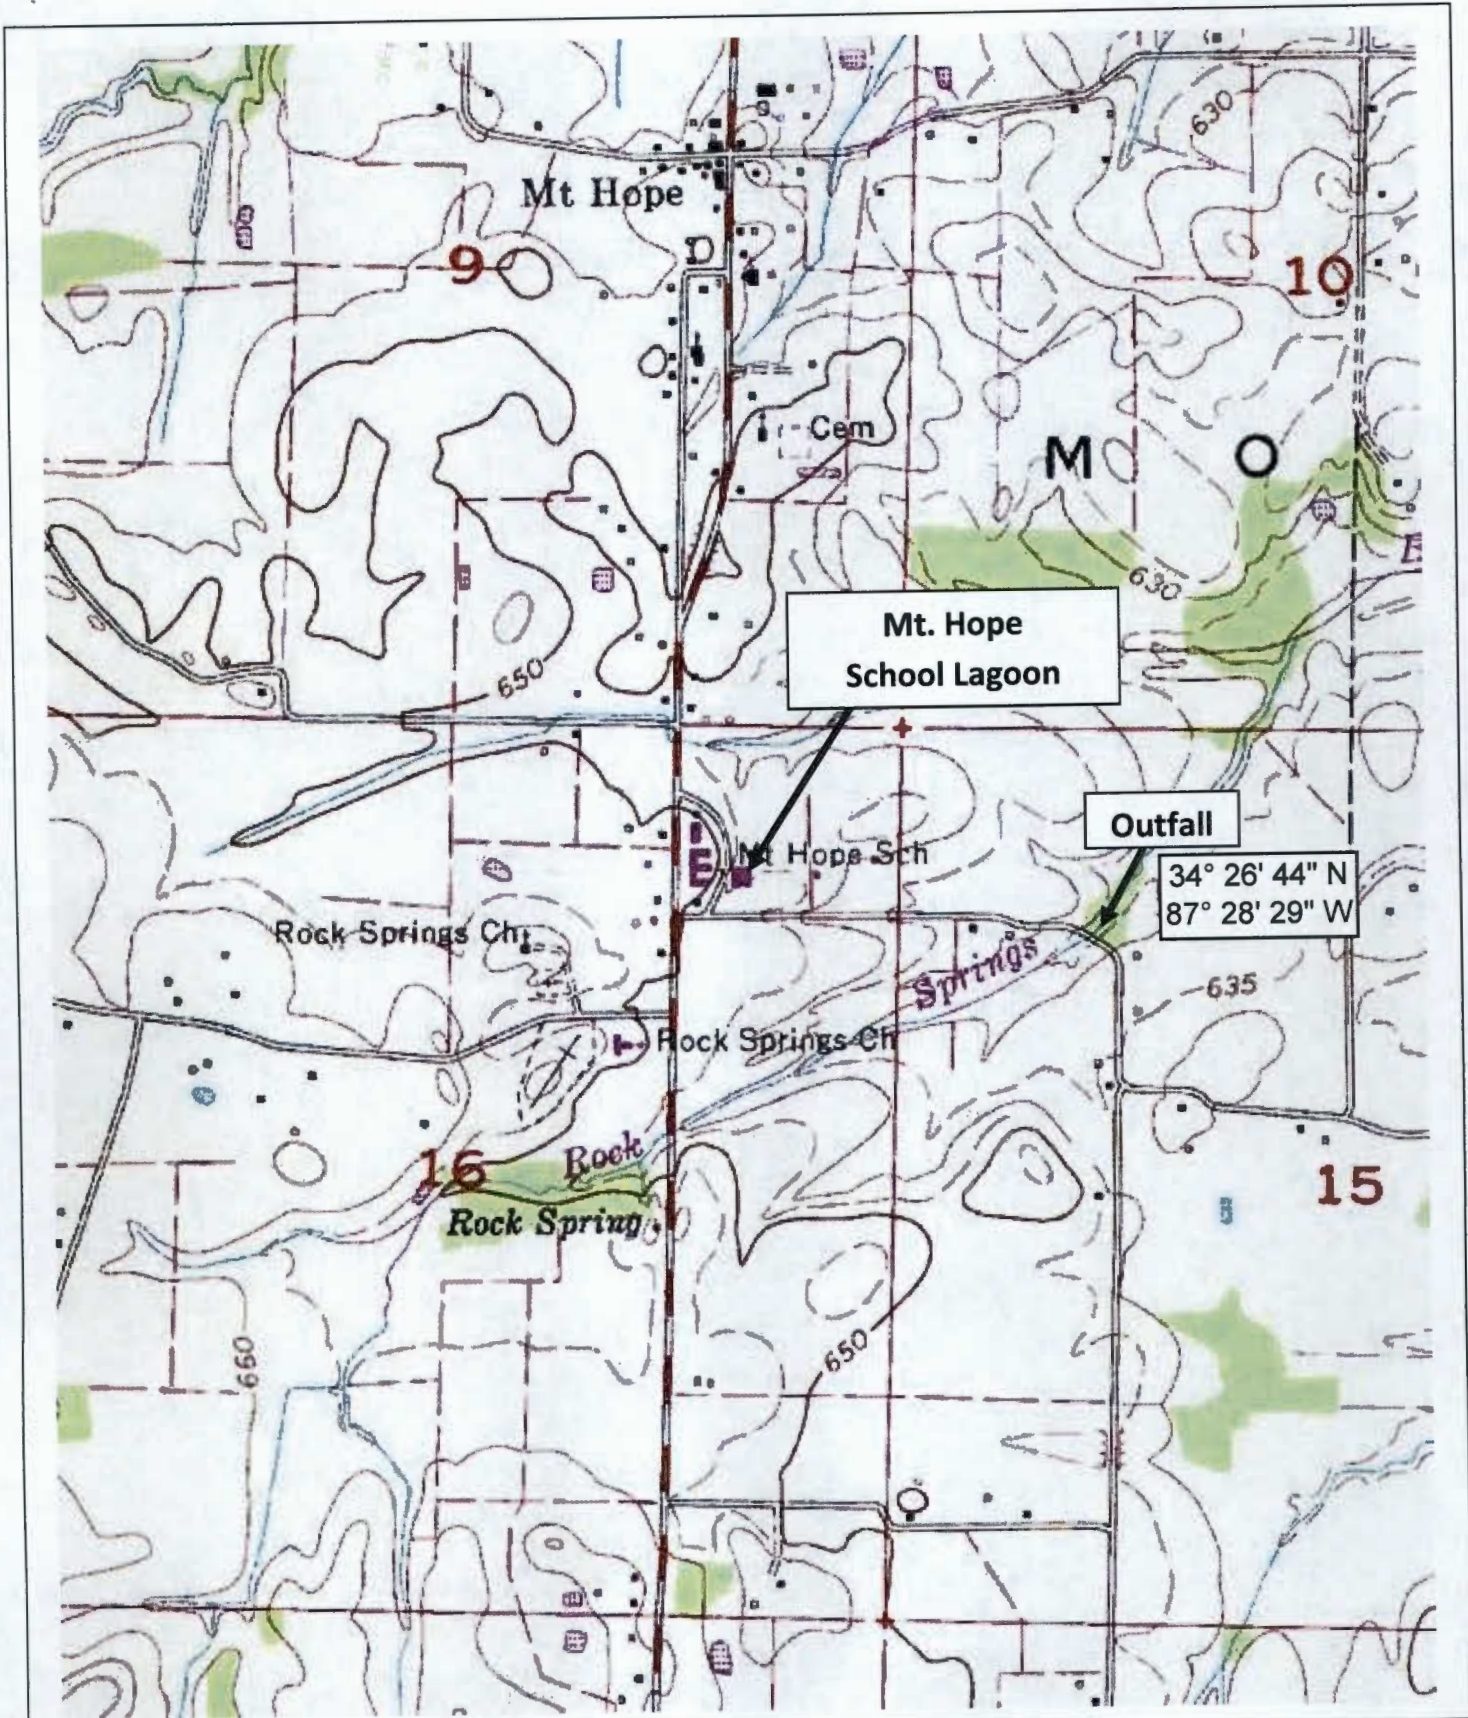 630
Mt Hope
9
10
Cem
M O
630
Mt. Hope
School Lagoon
650
Outfall
Mt Hope Sch
34° 26' 44" N
87° 28' 29" W
Rock Springs Ch
Springs
635
Rock Springs Ch
Rock
16
15
Rock Spring
650
660